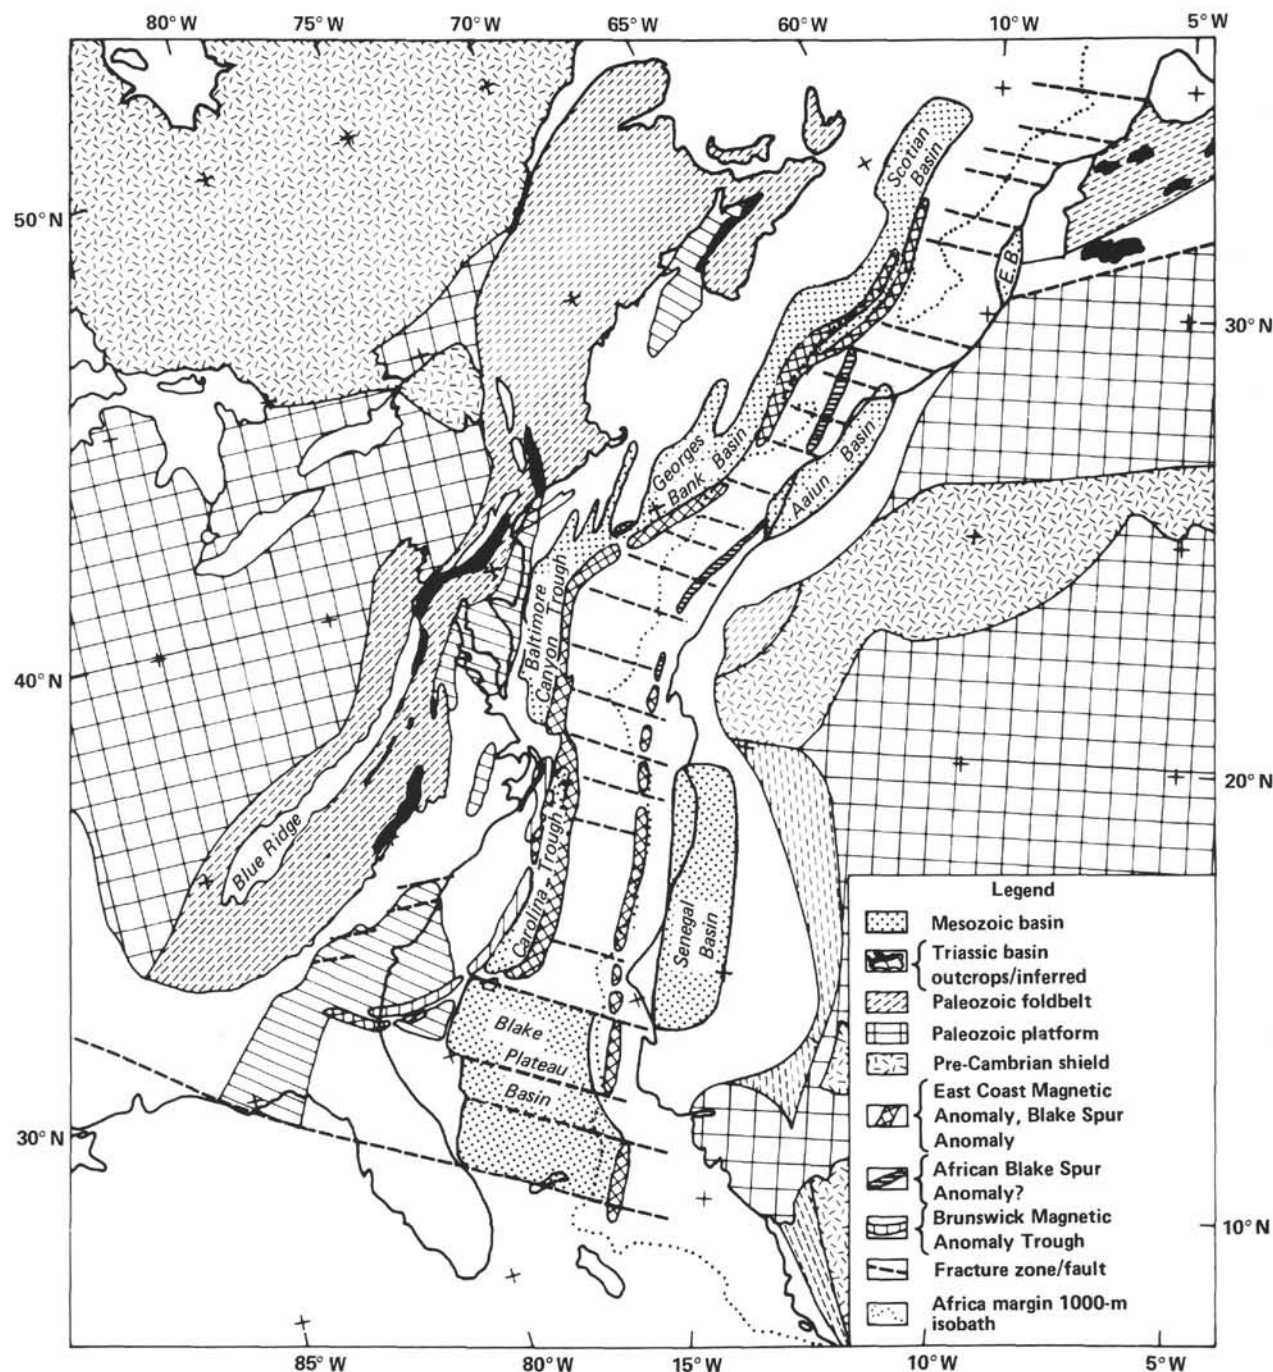 80°W 75°W 70°W 65°W 60°W 10°W 5°W
50°N
40°N
30°N
30°N
20°N
10°N
Scotian
Basin
E.B.
Georges
Bank Basin
Aaiun Basin
Baltimore
Canyon Trough
Blue Ridge
Carolina Trough
Senegal
Basin
Blake
Plateau
Basin
Legend
Mesozoic basin
Triassic basin
outcrops/inferred
Paleozoic foldbelt
Paleozoic platform
Pre-Cambrian shield
East Coast Magnetic
Anomaly, Blake Spur
Anomaly
African Blake Spur
Anomaly?
Brunswick Magnetic
Anomaly Trough
Fracture zone/fault
Africa margin 1000-m
isobath
85°W 80°W 15°W 10°W 5°W